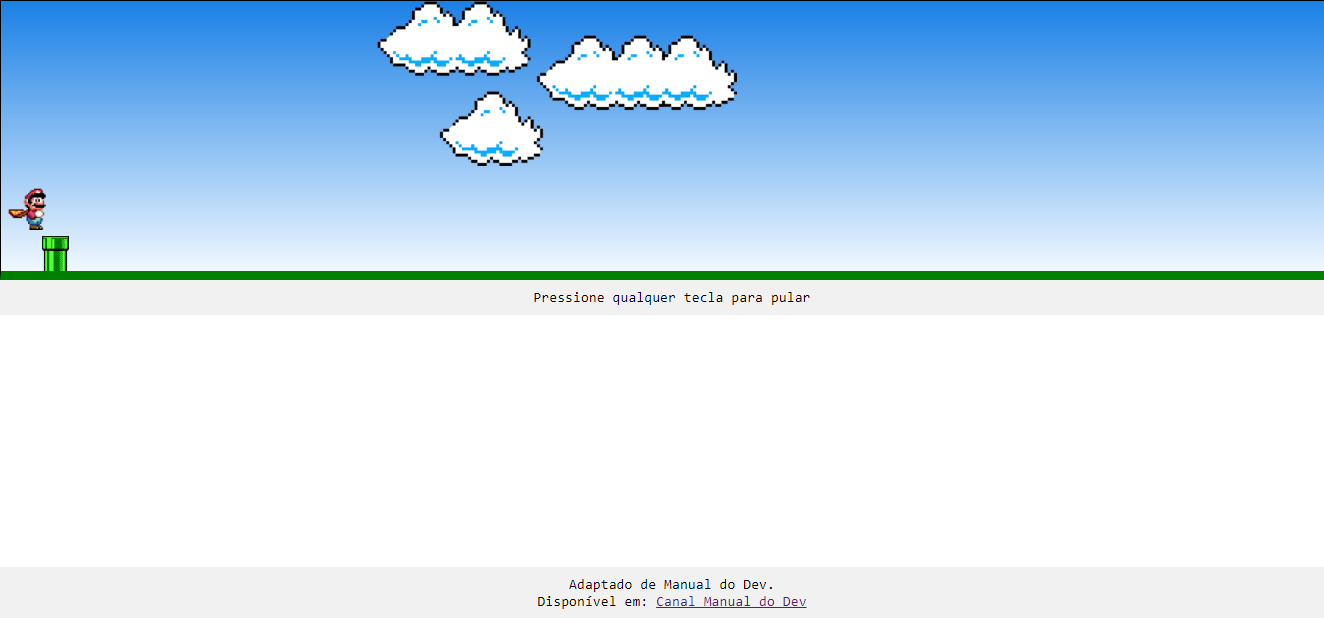 Pressione qualquer tecla para pular
Adaptado de Manual do Dev.
Disponível em: Canal Manual do Dev